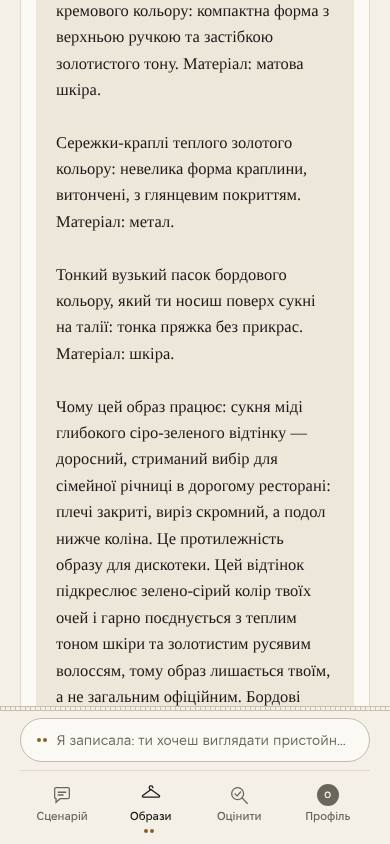 кремового кольору: компактна форма з
верхньою ручкою та застібкою
золотистого тону. Матеріал: матова
шкіра.
Сережки-краплі теплого золотого
кольору: невелика форма краплини,
витончені, з глянцевим покриттям.
Матеріал: метал.
Тонкий вузький пасок бордового
кольору, який ти носиш поверх сукні
на талії: тонка пряжка без прикрас.
Матеріал: шкіра.
Чому цей образ працює: сукня міді
глибокого сіро-зеленого відтінку —
дорослий, стриманий вибір для
сімейної річниці в дорогому ресторані:
плечі закриті, виріз скромний, а подол
нижче коліна. Це протилежність
образу для дискотеки. Цей відтінок
підкреслює зелено-сірий колір твоїх
очей і гарно поєднується з теплим
тоном шкіри та золотистим русявим
волоссям, тому образ лишається твоїм,
а не загальним офіційним. Бордові
Я записала: ти хочеш виглядати пристойн...
Сценарій
Образи
Оцінити
О
Профіль